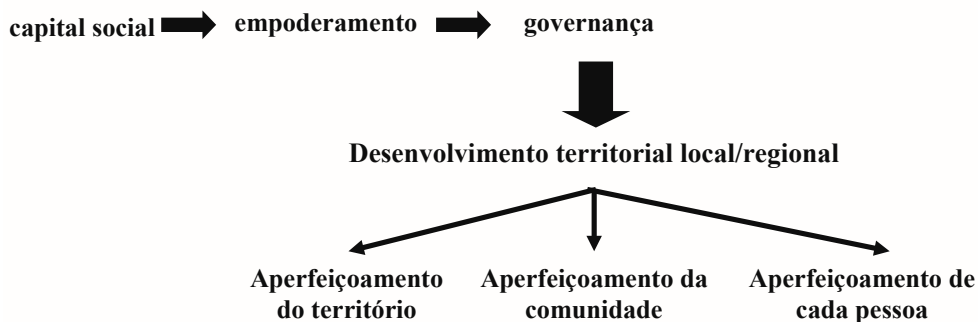 capital social empoderamento governança
Desenvolvimento territorial local/regional
Aperfeiçoamento do território
Aperfeiçoamento da comunidade
Aperfeiçoamento de cada pessoa